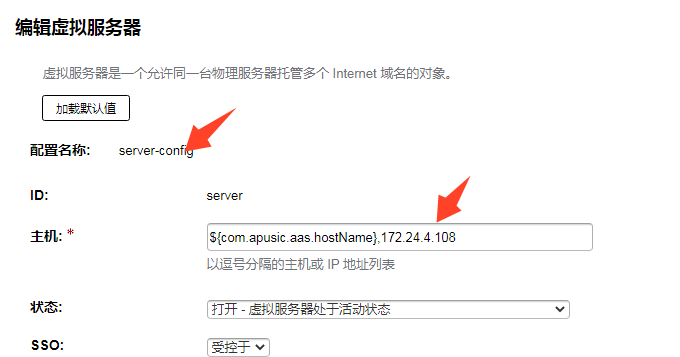 编辑虚拟服务器
虚拟服务器是一个允许同一台物理服务器托管多个 Internet 域名的对象。
加载默认值
配置名称: server-config
ID: server
主机: * ${com.apusic.aas.hostName},172.24.4.108
以逗号分隔的主机或 IP 地址列表
状态: 打开 - 虚拟服务器处于活动状态
SSO: 受控于